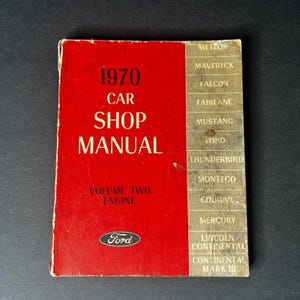 1970
CAR
SHOP
MANUAL
VOLUME TWO
ENGINE
Ford
METEOR
MAVERICK
FALCON
FAIRLANE
MUSTANG
FORD
THUNDERBIRD
MONTEGO
COUGAR
MERCURY
LINCOLN
CONTINENTAL
CONTINENTAL
MARK III